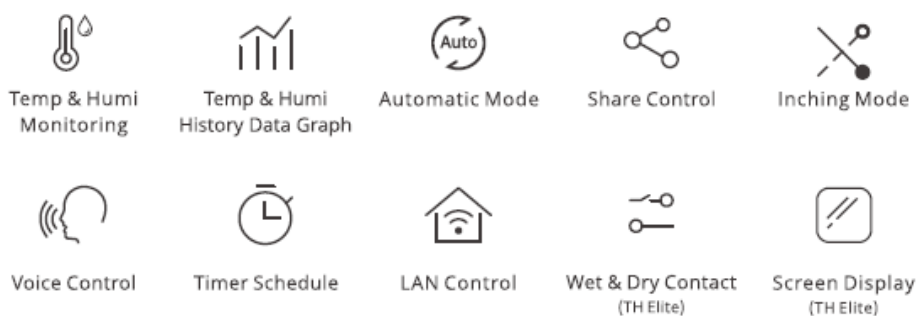 Auto
Temp & Humi
Monitoring
Temp & Humi
History Data Graph
Automatic Mode
Share Control
Inching Mode
Voice Control
Timer Schedule
LAN Control
Wet & Dry Contact
(TH Elite)
Screen Display
(TH Elite)